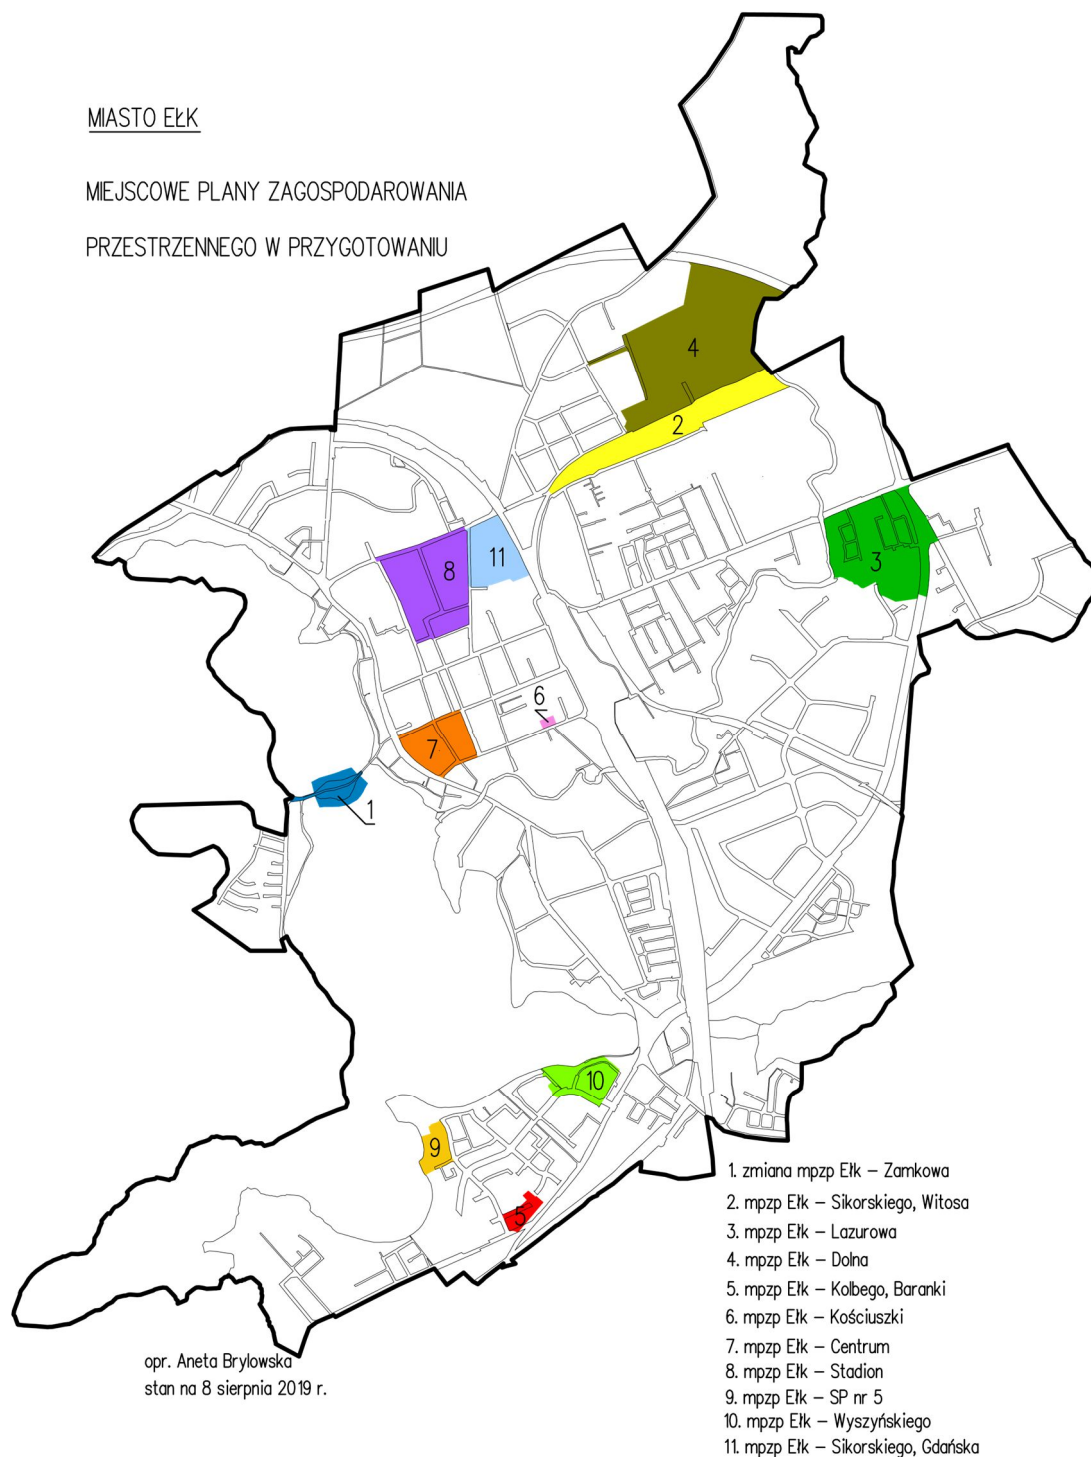 MIASTO EŁK
MIEJSCOWE PLANY ZAGOSPODAROWANIA
PRZESTRZENNEGO W PRZYGOTOWANIU
4
2
3
8
11
6
7
1
10
9
5
1. zmiana mpzp Ełk – Zamkowa
2. mpzp Ełk – Sikorskiego, Witosa
3. mpzp Ełk – Lazurowa
4. mpzp Ełk – Dolna
5. mpzp Ełk – Kolbego, Baranki
6. mpzp Ełk – Kościuszki
7. mpzp Ełk – Centrum
8. mpzp Ełk – Stadion
9. mpzp Ełk – SP nr 5
10. mpzp Ełk – Wyszyńskiego
11. mpzp Ełk – Sikorskiego, Gdańska
opr. Aneta Brylowska
stan na 8 sierpnia 2019 r.